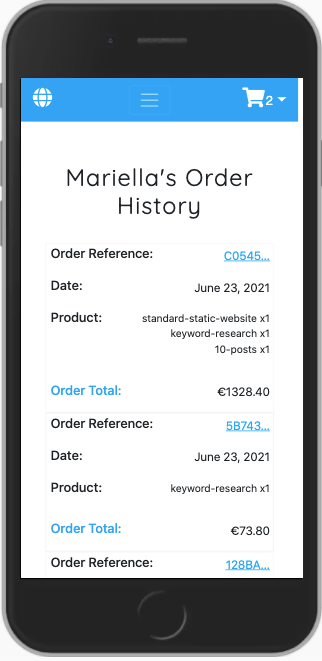 2
Mariella's Order
History
Order Reference: C0545...
Date: June 23, 2021
Product: standard-static-website x1
keyword-research x1
10-posts x1
Order Total: €1328.40
Order Reference: 5B743...
Date: June 23, 2021
Product: keyword-research x1
Order Total: €73.80
Order Reference: 128BA...